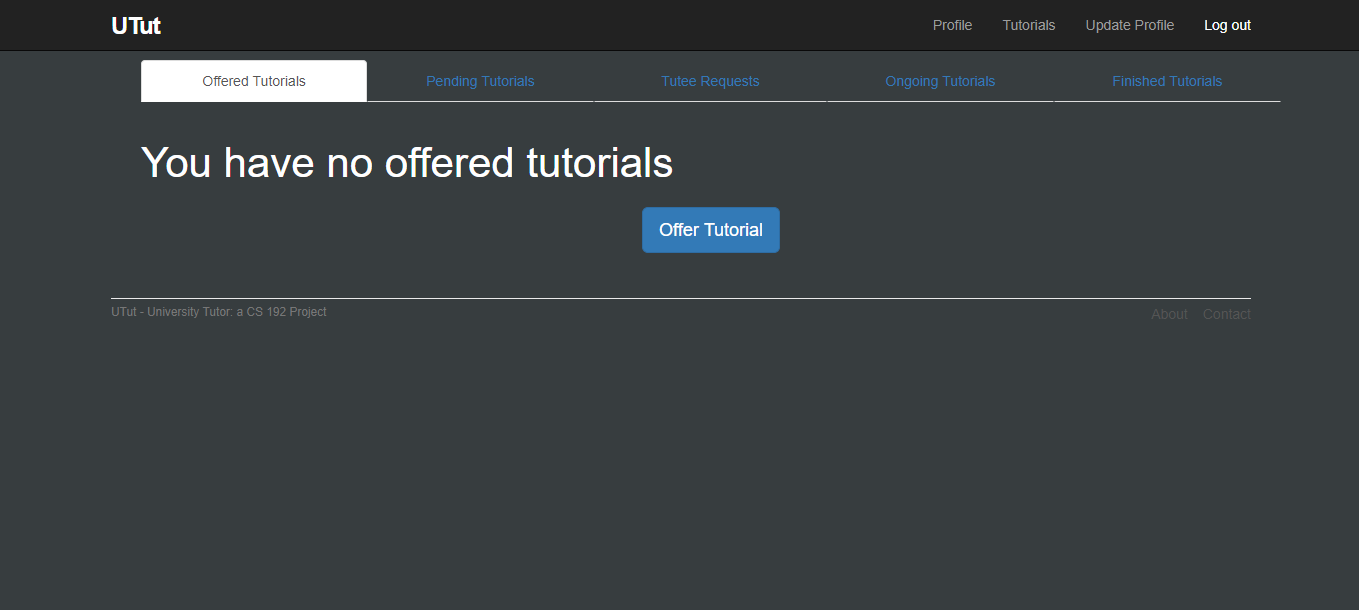 UTut Profile Tutorials Update Profile Log out
Offered Tutorials Pending Tutorials Tutee Requests Ongoing Tutorials Finished Tutorials
You have no offered tutorials
Offer Tutorial
UTut - University Tutor: a CS 192 Project About Contact